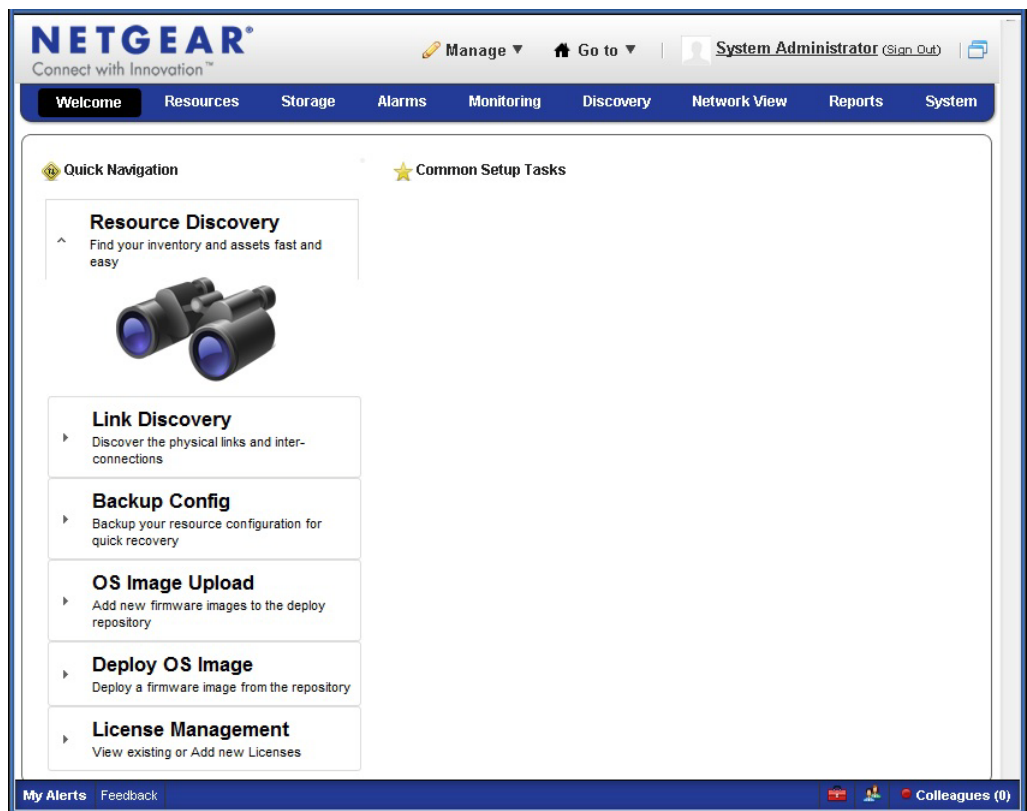 NETGEAR®
Connect with Innovation™
Manage ▼
Go to ▼
|
System Administrator (Sign Out)
|
Welcome
Resources
Storage
Alarms
Monitoring
Discovery
Network View
Reports
System
Quick Navigation
Common Setup Tasks
Resource Discovery
Find your inventory and assets fast and
easy
Link Discovery
Discover the physical links and inter-
connections
Backup Config
Backup your resource configuration for
quick recovery
OS Image Upload
Add new firmware images to the deploy
repository
Deploy OS Image
Deploy a firmware image from the repository
License Management
View existing or Add new Licenses
My Alerts
Feedback
Colleagues (0)